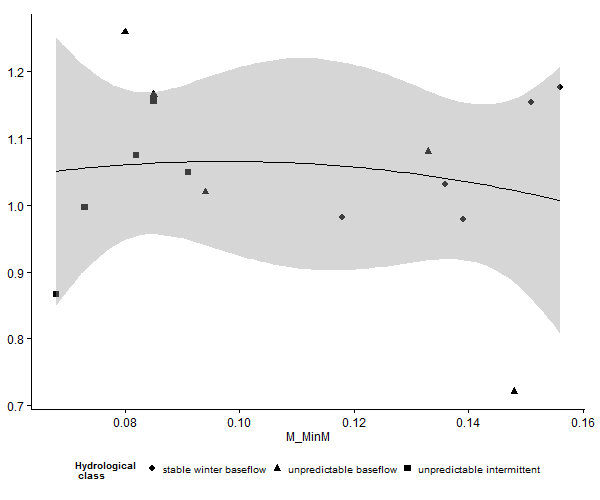 1.2
1.1
1.0
0.9
0.8
0.7
0.08 0.10 0.12 0.14 0.16
M_MinM
Hydrological
class
stable winter baseflow unpredictable baseflow unpredictable intermittent